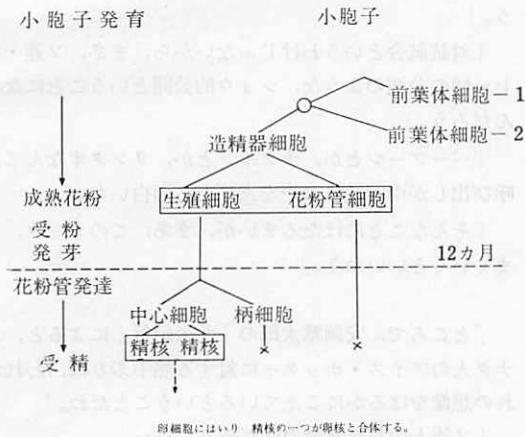 小胞子発育
小胞子
前葉体細胞－1
前葉体細胞－2
造精器細胞
成熟花粉
生殖細胞
花粉管細胞
受粉
発芽
12ヵ月
花粉管発達
中心細胞
柄細胞
精核 精核
受精
卵細胞にはいり 精核の一つが卵核と合体する。